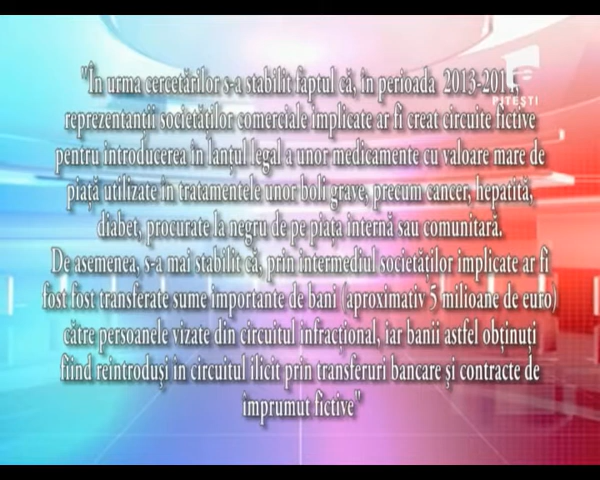 "În urma cercetărilor s-a stabilit faptul că, în perioada
reprezentanții societăților comerciale implicate ar fi creat circuite fictive
pentru introducerea în lanțul legal a unor medicamente cu valoare mare de
piață utilizate în tratamentele unor boli grave, precum cancer, hepatită,
diabet, procurate la negru de pe piața internă sau comunitară.
De asemenea, s-a mai stabilit că, prin intermediul societăților implicate ar fi
fost fost transferate sume importante de bani (aproximativ 5 milioane de euro)
către persoanele vizate din circuitul infracțional, iar banii astfel obținuți
fiind reintroduși in circuitul ilicit prin transferuri bancare și contracte de
imprumut fictive"
PITEȘTI